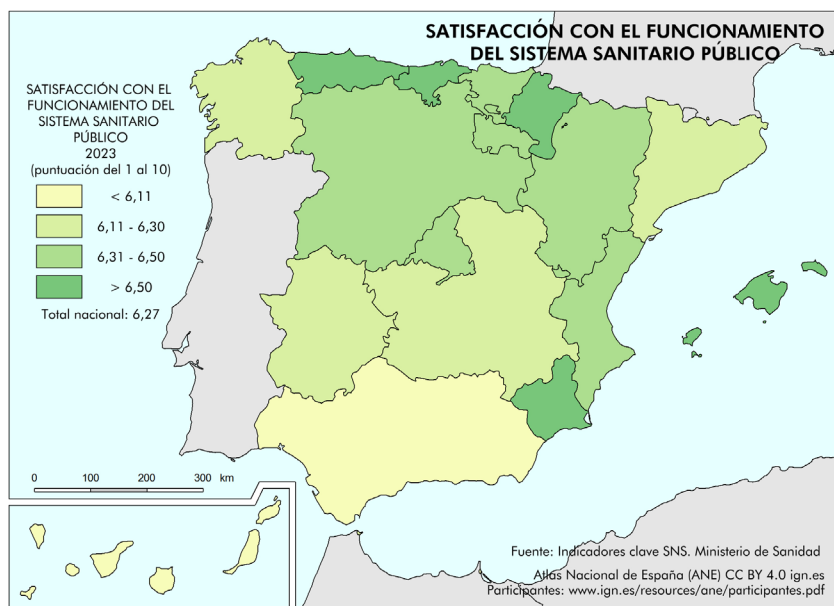 SATISFACCIÓN CON EL FUNCIONAMIENTO
DEL SISTEMA SANITARIO PÚBLICO
SATISFACCIÓN CON EL
FUNCIONAMIENTO DEL
SISTEMA SANITARIO
PÚBLICO
2023
(puntuación del 1 al 10)
< 6,11
6,11 - 6,30
6,31 - 6,50
> 6,50
Total nacional: 6,27
0 100 200 300 km
Fuente: Indicadores clave SNS. Ministerio de Sanidad
Atlas Nacional de España (ANE) CC BY 4.0 ign.es
Participantes: www.ign.es/resources/ane/participantes.pdf